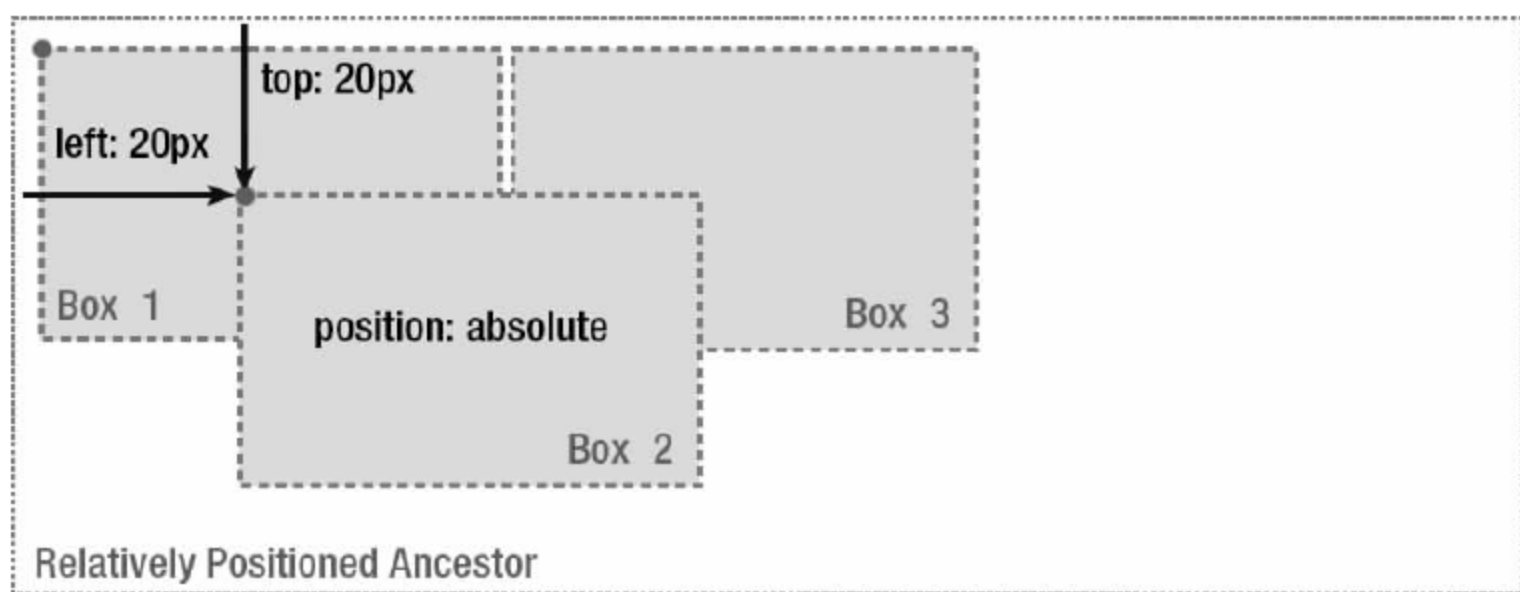 top: 20px
left: 20px
Box 1
position: absolute
Box 3
Box 2
Relatively Positioned Ancestor